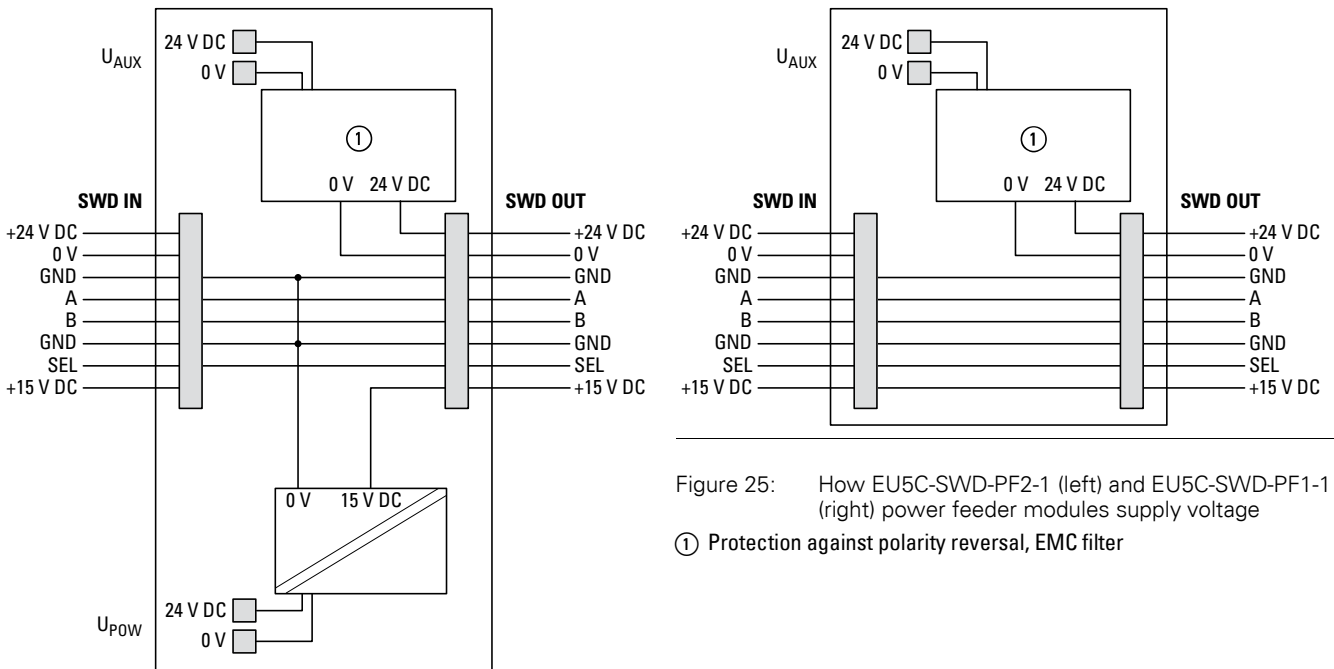 24 V DC
U_AUX
0 V
①
0 V 24 V DC
SWD IN
SWD OUT
+24 V DC
0 V
GND
A
B
GND
SEL
+15 V DC
+24 V DC
0 V
GND
A
B
GND
SEL
+15 V DC
0 V 15 V DC
24 V DC
U_POW
0 V
24 V DC
U_AUX
0 V
①
0 V 24 V DC
SWD IN
SWD OUT
+24 V DC
0 V
GND
A
B
GND
SEL
+15 V DC
+24 V DC
0 V
GND
A
B
GND
SEL
+15 V DC
Figure 25: How EU5C-SWD-PF2-1 (left) and EU5C-SWD-PF1-1
(right) power feeder modules supply voltage
① Protection against polarity reversal, EMC filter